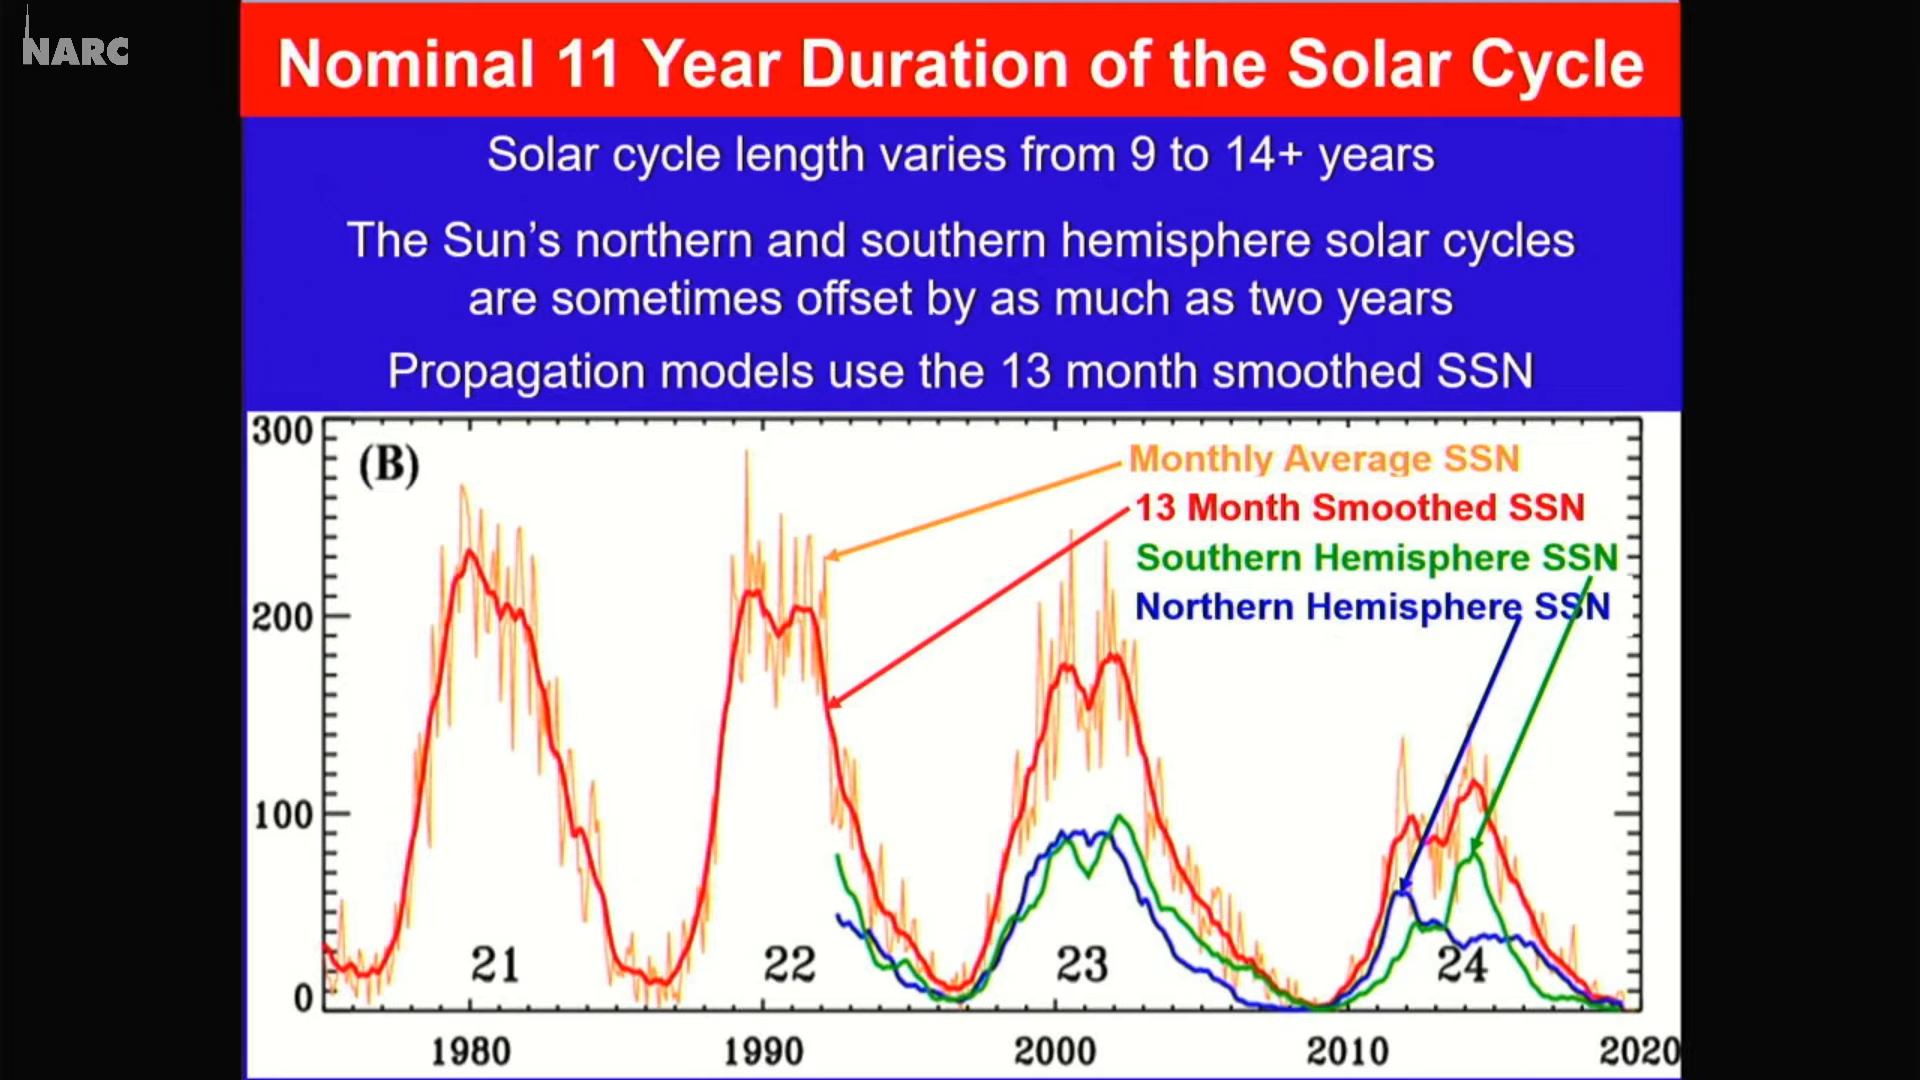 NARC
Nominal 11 Year Duration of the Solar Cycle
Solar cycle length varies from 9 to 14+ years
The Sun’s northern and southern hemisphere solar cycles
are sometimes offset by as much as two years
Propagation models use the 13 month smoothed SSN
300
(B)
Monthly Average SSN
13 Month Smoothed SSN
Southern Hemisphere SSN
Northern Hemisphere SSN
200
100
0
21
22
23
24
1980
1990
2000
2010
2020